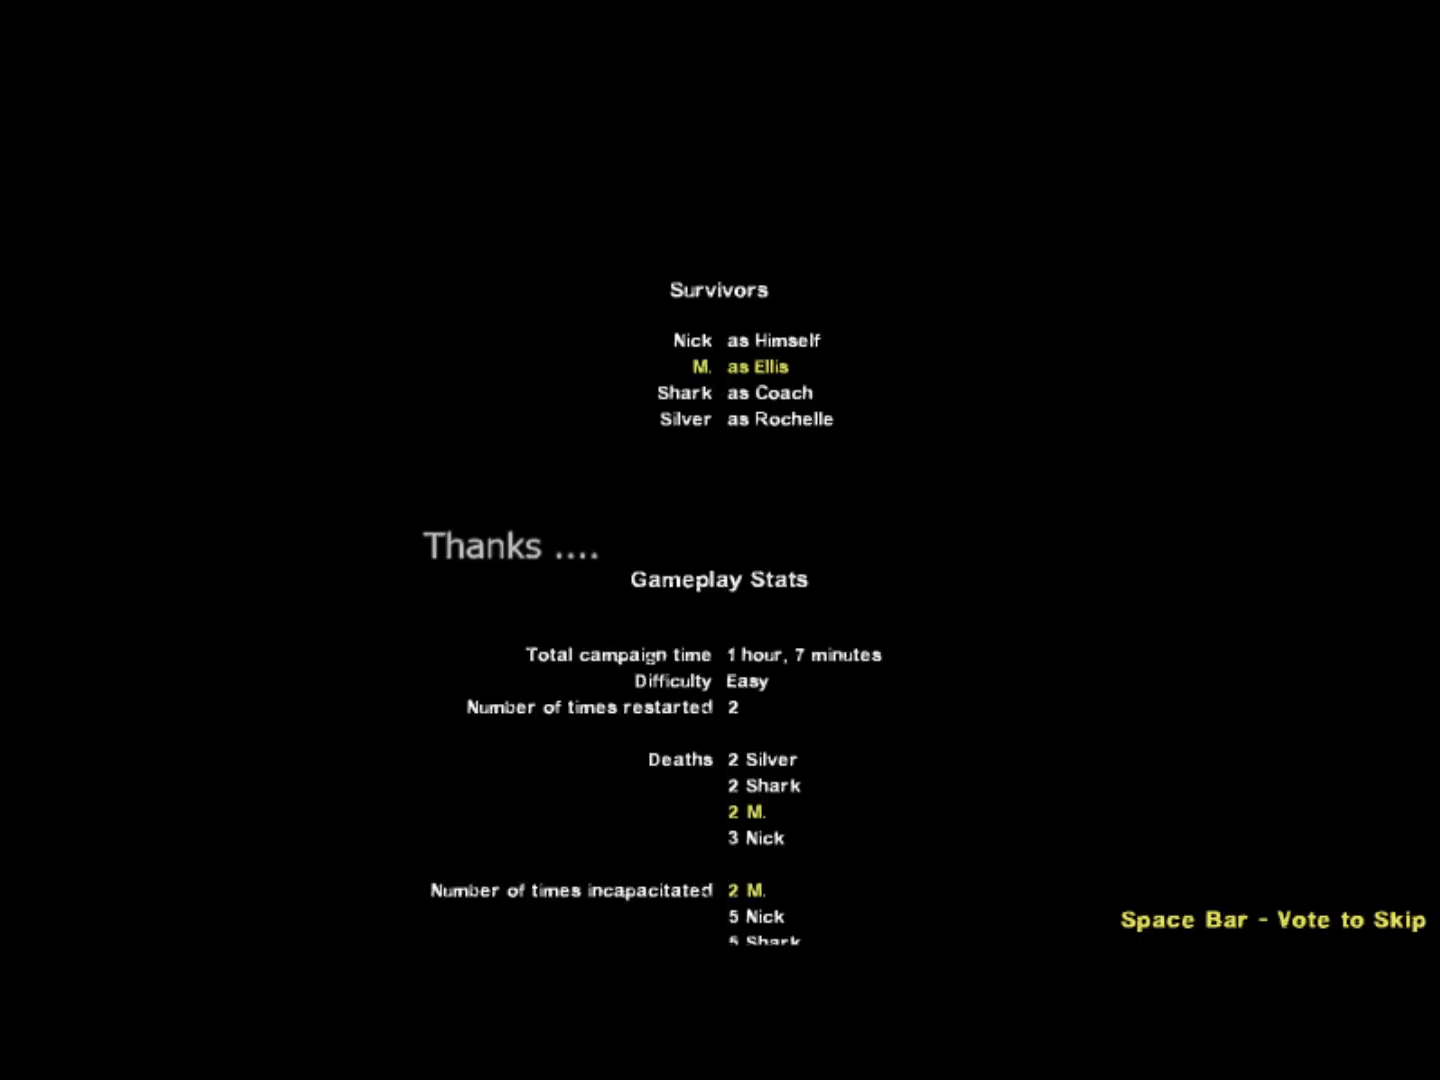 Survivors
Nick as Himself
M. as Ellis
Shark as Coach
Silver as Rochelle
Thanks ....
Gameplay Stats
Total campaign time 1 hour, 7 minutes
Difficulty Easy
Number of times restarted 2
Deaths 2 Silver
2 Shark
2 M.
3 Nick
Number of times incapacitated 2 M.
5 Nick
Space Bar - Vote to Skip
5 Shark